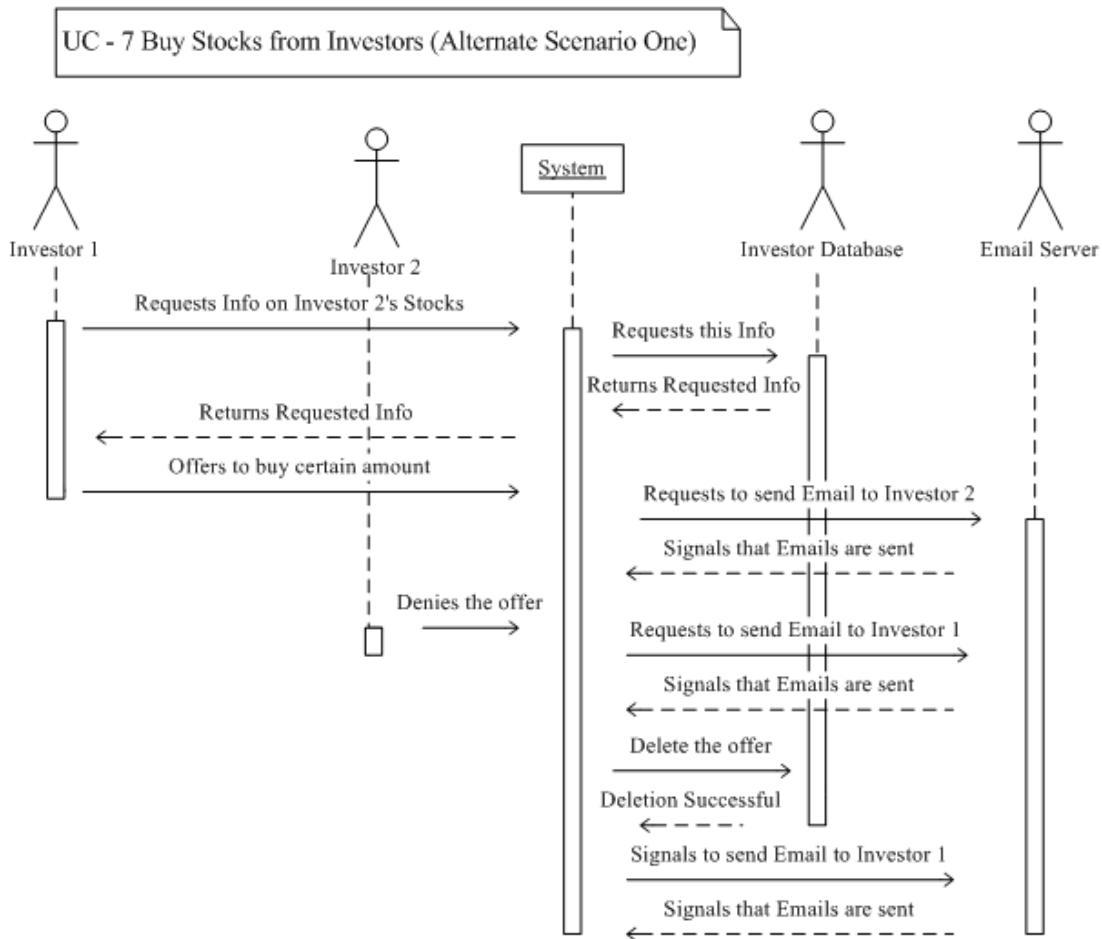 UC - 7 Buy Stocks from Investors (Alternate Scenario One)
System
Investor 1
Investor 2
Investor Database
Email Server
Requests Info on Investor 2's Stocks
Requests this Info
Returns Requested Info
Returns Requested Info
Offers to buy certain amount
Requests to send Email to Investor 2
Signals that Emails are sent
Denies the offer
Requests to send Email to Investor 1
Signals that Emails are sent
Delete the offer
Deletion Successful
Signals to send Email to Investor 1
Signals that Emails are sent